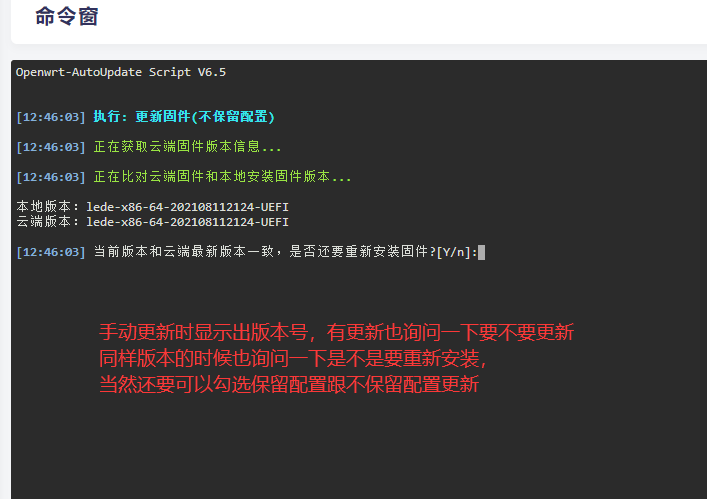 命令窗
Openwrt-AutoUpdate Script V6.5
[12:46:03] 执行: 更新固件(不保留配置)
[12:46:03] 正在获取云端固件版本信息...
[12:46:03] 正在比对云端固件和本地安装固件版本...
本地版本: lede-x86-64-202108112124-UEFI
云端版本: lede-x86-64-202108112124-UEFI
[12:46:03] 当前版本和云端最新版本一致，是否还要重新安装固件?[Y/n]:
手动更新时显示出版本号，有更新也询问一下要不要更新
同样版本的时候也询问一下是不是要重新安装，
当然还要可以勾选保留配置跟不保留配置更新